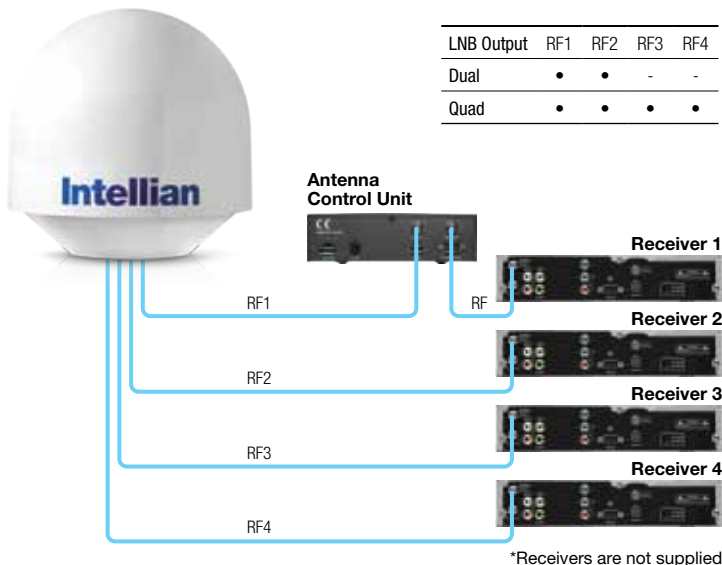 LNB Output RF1 RF2 RF3 RF4
Dual • • - -
Quad • • • •
Intellian
Antenna
Control Unit
Receiver 1
RF1
RF
Receiver 2
RF2
Receiver 3
RF3
Receiver 4
RF4
*Receivers are not supplied